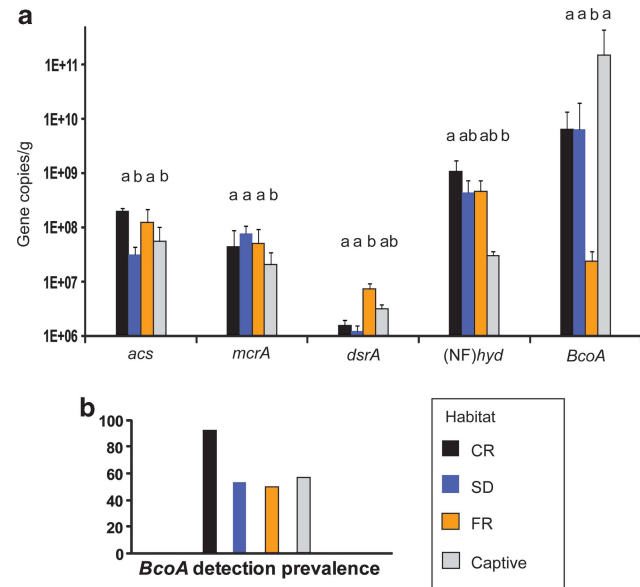 a
a a b a
1E+11
1E+10
a ab ab b
1E+09
a b a b
a a a b
1E+08
a a b ab
1E+07
1E+06
Gene copies/g
acs
mcrA
dsrA
(NF)hyd
BcoA
b
100
80
60
40
20
0
BcoA detection prevalence
Habitat
CR
SD
FR
Captive